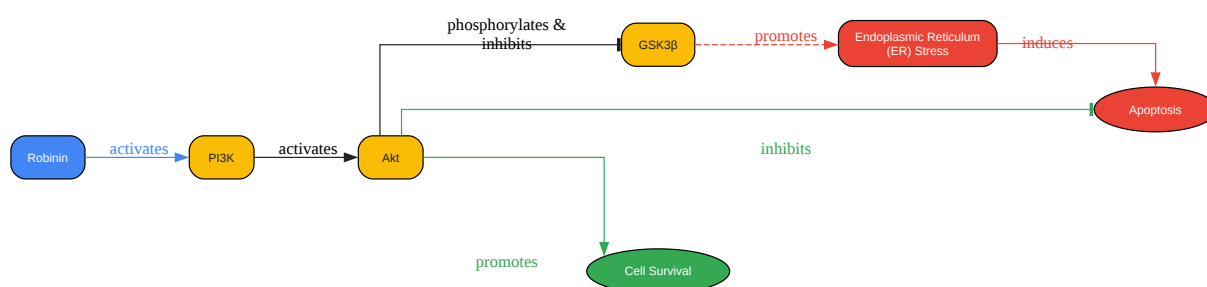 phosphorylates &
inhibits
GSK3β
promotes
Endoplasmic Reticulum
(ER) Stress
induces
Apoptosis
Robinin
activates
PI3K
activates
Akt
inhibits
promotes
Cell Survival